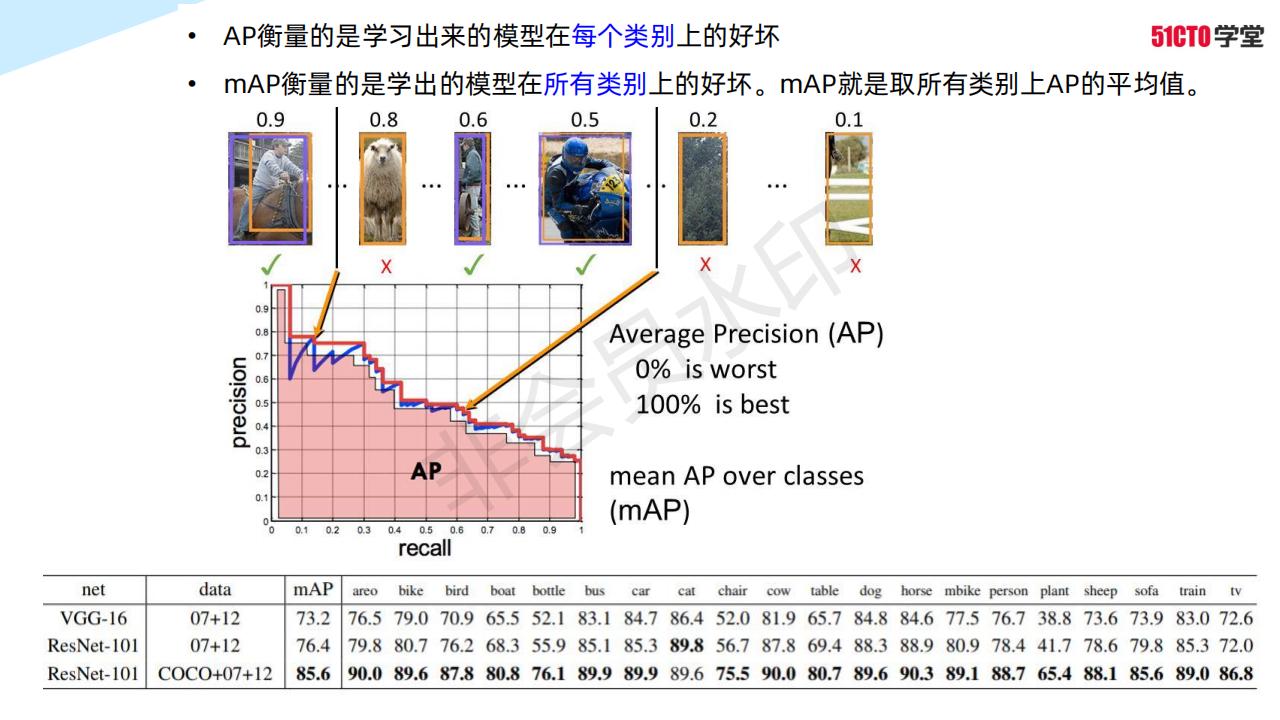 • AP衡量的是学习出来的模型在每个类别上的好坏
51CTO学堂
• mAP衡量的是学出的模型在所有类别上的好坏。mAP就是取所有类别上AP的平均值。
0.9 0.8 0.6 0.5 0.2 0.1
... ... ... ... ...
12
✓ X ✓ ✓ X X
非会员水印
1
0.9
0.8
0.7
0.6
0.5
0.4
0.3
0.2
0.1
0
precision
AP
0 0.1 0.2 0.3 0.4 0.5 0.6 0.7 0.8 0.9 1
recall
Average Precision (AP)
0% is worst
100% is best
mean AP over classes
(mAP)
net data mAP areo bike bird boat bottle bus car cat chair cow table dog horse mbike person plant sheep sofa train tv
VGG-16 07+12 73.2 76.5 79.0 70.9 65.5 52.1 83.1 84.7 86.4 52.0 81.9 65.7 84.8 84.6 77.5 76.7 38.8 73.6 73.9 83.0 72.6
ResNet-101 07+12 76.4 79.8 80.7 76.2 68.3 55.9 85.1 85.3 89.8 56.7 87.8 69.4 88.3 88.9 80.9 78.4 41.7 78.6 79.8 85.3 72.0
ResNet-101 COCO+07+12 85.6 90.0 89.6 87.8 80.8 76.1 89.9 89.9 89.6 75.5 90.0 80.7 89.6 90.3 89.1 88.7 65.4 88.1 85.6 89.0 86.8